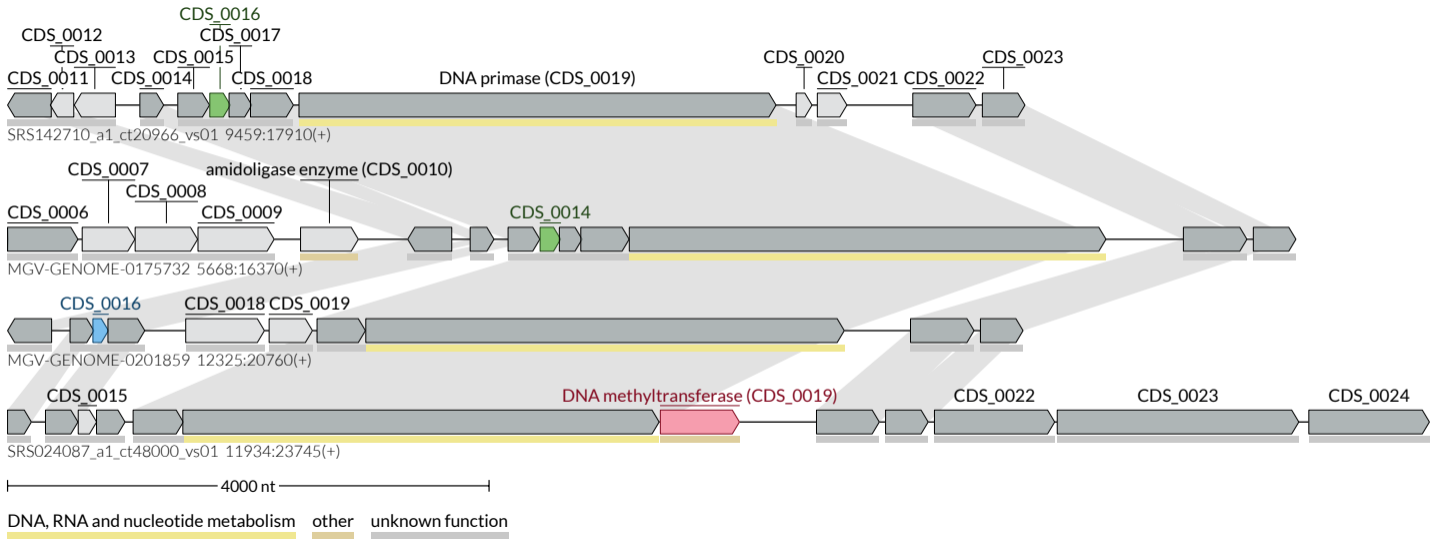 CDS_0016
CDS_0012 CDS_0017
CDS_0013 CDS_0015 CDS_0020 CDS_0023
CDS_0011 CDS_0014 CDS_0018 DNA primase (CDS_0019) CDS_0021 CDS_0022
SRS142710_a1_ct20966_vs01 9459:17910(+)
CDS_0007 amidoligase enzyme (CDS_0010)
CDS_0008
CDS_0006 CDS_0009 CDS_0014
MGV-GENOME-0175732 5668:16370(+)
CDS_0016 CDS_0018 CDS_0019
MGV-GENOME-0201859 12325:20760(+)
CDS_0015 DNA methyltransferase (CDS_0019) CDS_0022 CDS_0023 CDS_0024
SRS024087_a1_ct48000_vs01 11934:23745(+)
4000 nt
DNA, RNA and nucleotide metabolism other unknown function